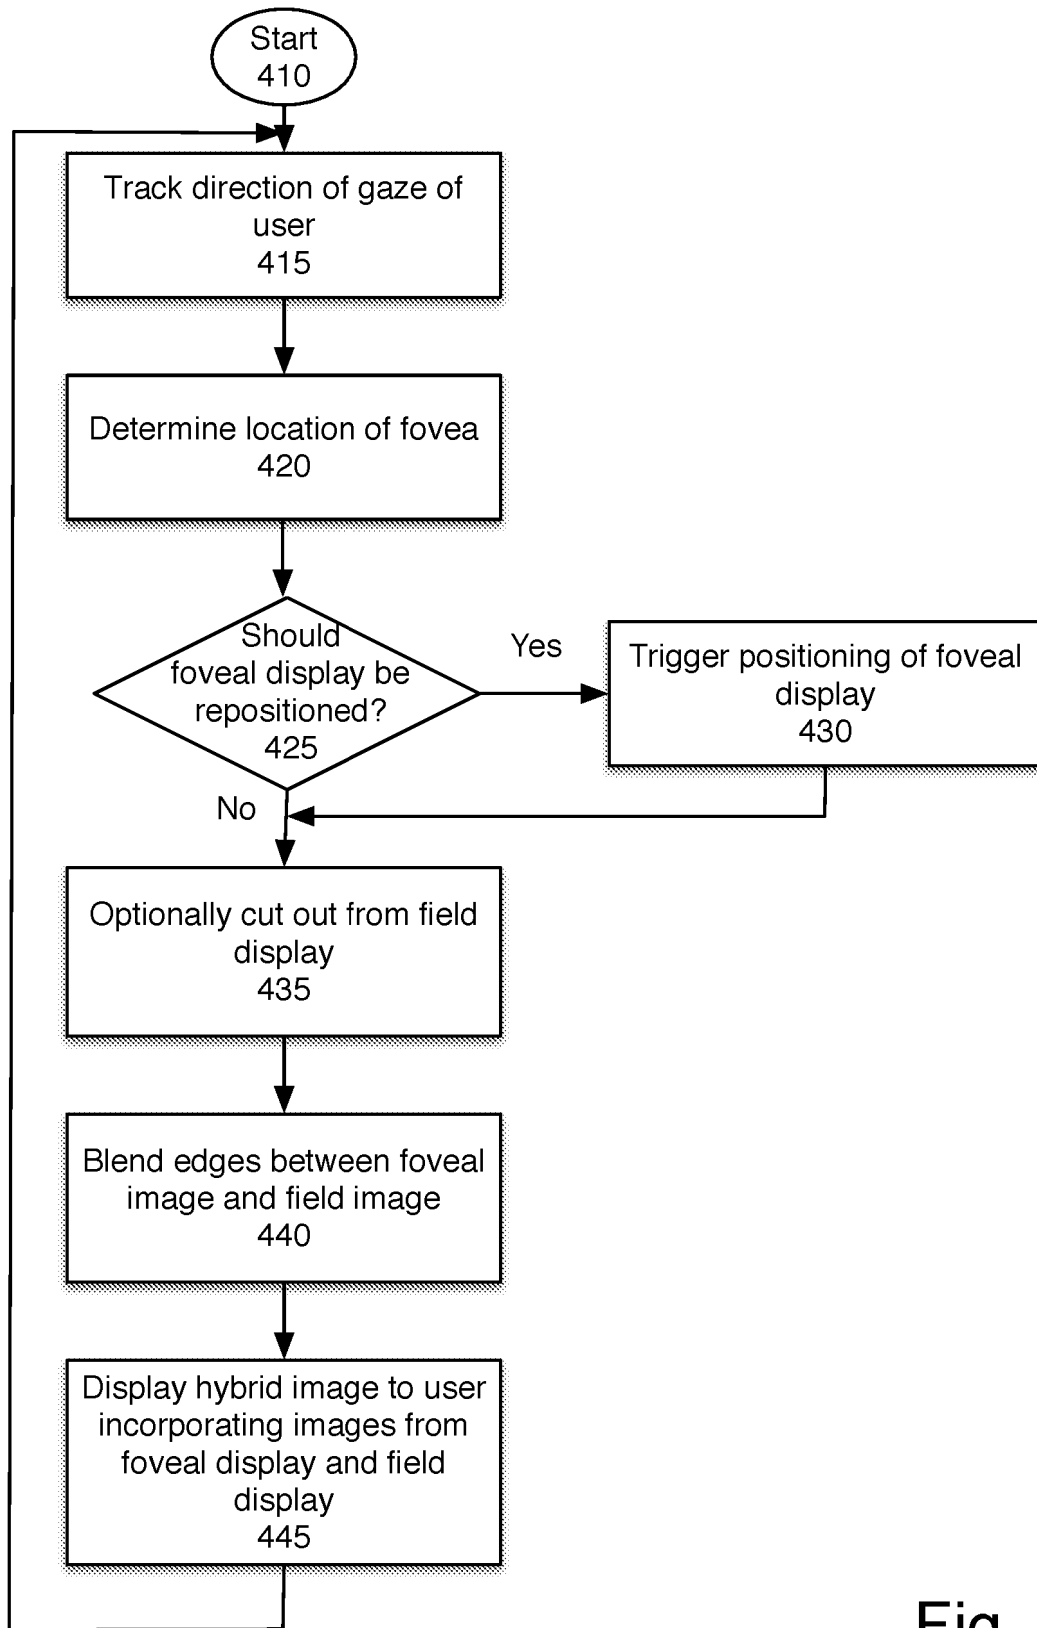 Start
410
Track direction of gaze of
user
415
Determine location of fovea
420
Should
foveal display be
repositioned?
425
Yes
Trigger positioning of foveal
display
430
No
Optionally cut out from field
display
435
Blend edges between foveal
image and field image
440
Display hybrid image to user
incorporating images from
foveal display and field
display
445
Fig